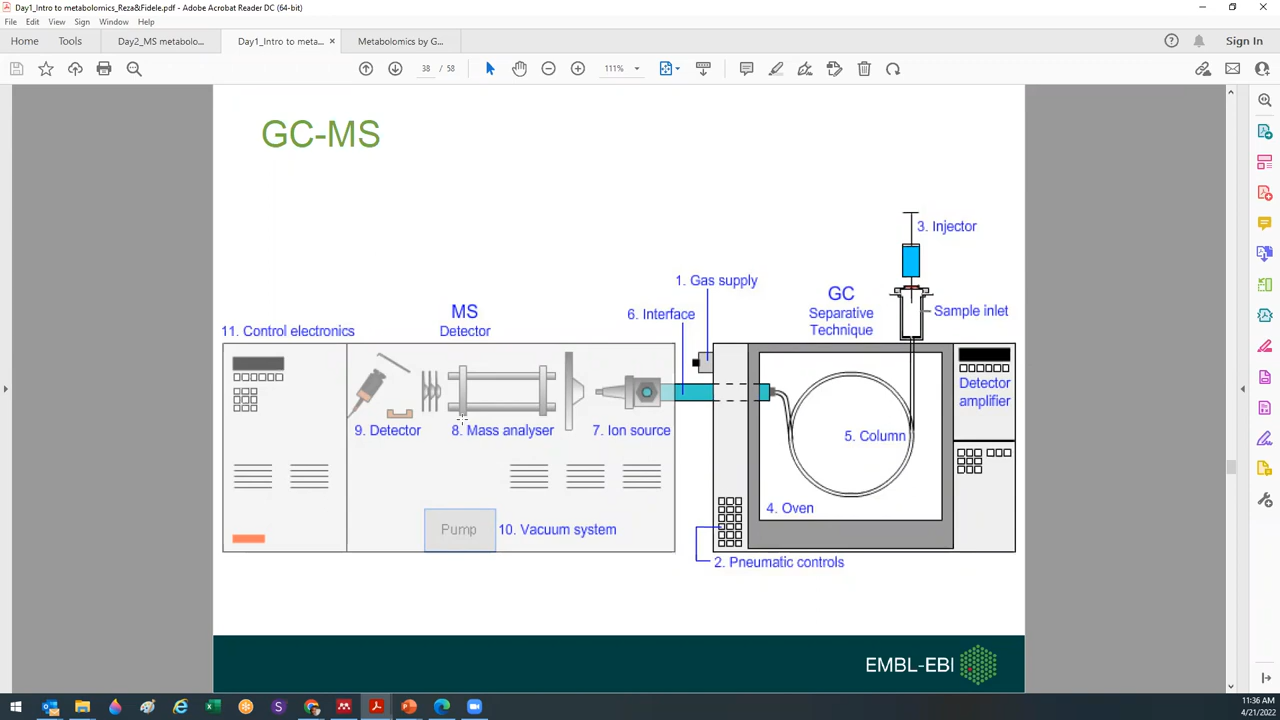 Day1_Intro to metabolomics_Reza&Fidele.pdf - Adobe Acrobat Reader DC (64-bit)
File Edit View Sign Window Help
Home Tools Day2_MS metabolo... Day1_Intro to meta... × Metabolomics by G... Sign In
38 / 58 111%
GC-MS
3. Injector
1. Gas supply
GC
Separative
Technique
6. Interface
Sample inlet
MS
Detector
11. Control electronics
Detector
amplifier
9. Detector
8. Mass analyser
7. Ion source
5. Column
4. Oven
Pump
10. Vacuum system
2. Pneumatic controls
EMBL-EBI
11:36 AM
4/21/2022